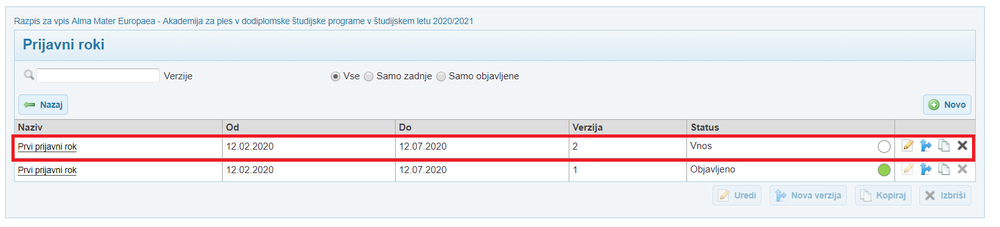 Razpis za vpis Alma Mater Europaea - Akademija za ples v dodiplomske študijske programe v študijskem letu 2020/2021
Prijavni roki
Verzije Vse Samo zadnje Samo objavljene
Nazaj Novo
Naziv Od Do Verzija Status
Prvi prijavni rok 12.02.2020 12.07.2020 2 Vnos
Prvi prijavni rok 12.02.2020 12.07.2020 1 Objavljeno
Uredi Nova verzija Kopiraj Izbriši